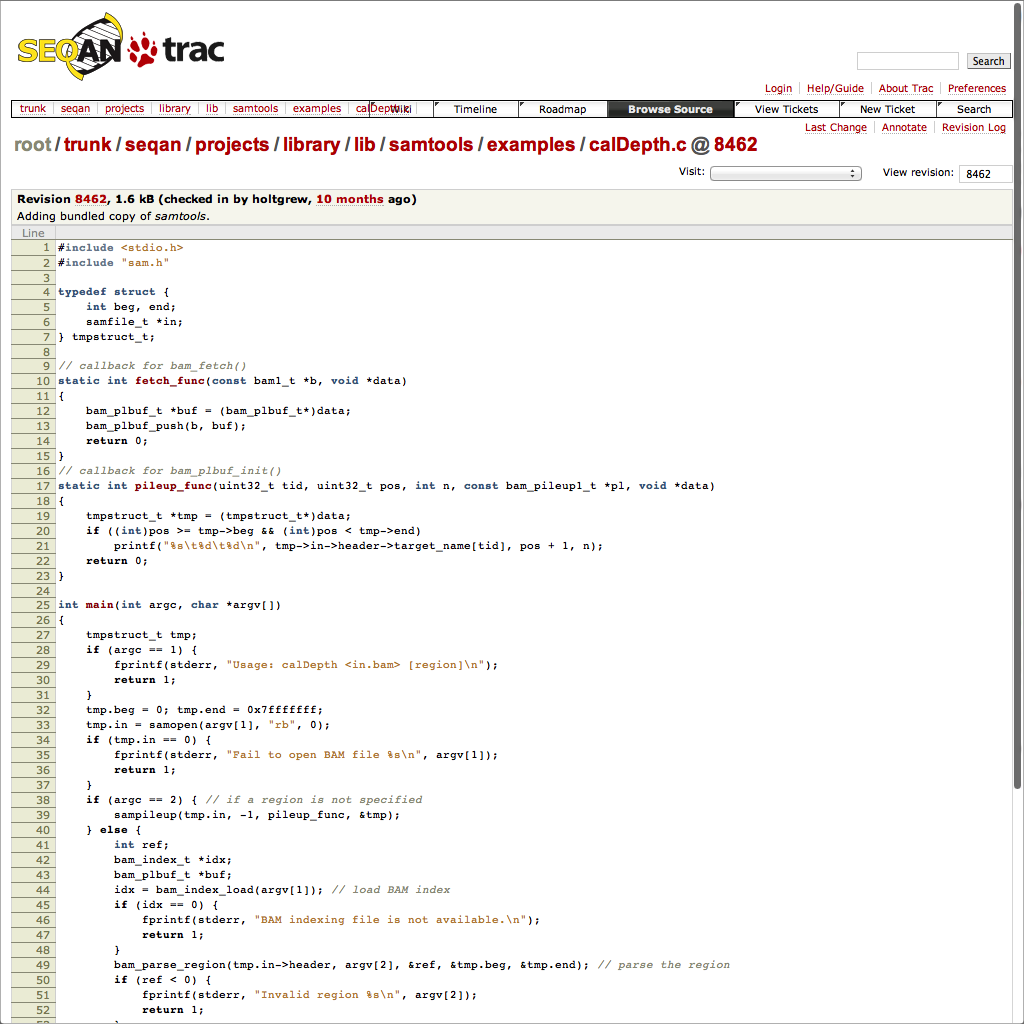 SEQAN trac
Search
Login Help/Guide About Trac Preferences
trunk seqan projects library lib samtools examples calDepth.c Wiki Timeline Roadmap Browse Source View Tickets New Ticket Search
Last Change Annotate Revision Log
root/trunk/seqan/projects/library/lib/samtools/examples/calDepth.c @ 8462
Visit: View revision: 8462
Revision 8462, 1.6 kB (checked in by holtgrew, 10 months ago)
Adding bundled copy of samtools.
Line
1 #include <stdio.h>
2 #include "sam.h"
3
4 typedef struct {
5     int beg, end;
6     samfile_t *in;
7 } tmpstruct_t;
8
9 // callback for bam_fetch()
10 static int fetch_func(const bam1_t *b, void *data)
11 {
12     bam_plbuf_t *buf = (bam_plbuf_t*)data;
13     bam_plbuf_push(b, buf);
14     return 0;
15 }
16 // callback for bam_plbuf_init()
17 static int pileup_func(uint32_t tid, uint32_t pos, int n, const bam_pileup1_t *pl, void *data)
18 {
19     tmpstruct_t *tmp = (tmpstruct_t*)data;
20     if ((int)pos >= tmp->beg && (int)pos < tmp->end)
21         printf("%s\t%d\t%d\n", tmp->in->header->target_name[tid], pos + 1, n);
22     return 0;
23 }
24
25 int main(int argc, char *argv[])
26 {
27     tmpstruct_t tmp;
28     if (argc == 1) {
29         fprintf(stderr, "Usage: calDepth <in.bam> [region]\n");
30         return 1;
31     }
32     tmp.beg = 0; tmp.end = 0x7fffffff;
33     tmp.in = samopen(argv[1], "rb", 0);
34     if (tmp.in == 0) {
35         fprintf(stderr, "Fail to open BAM file %s\n", argv[1]);
36         return 1;
37     }
38     if (argc == 2) { // if a region is not specified
39         sampileup(tmp.in, -1, pileup_func, &tmp);
40     } else {
41         int ref;
42         bam_index_t *idx;
43         bam_plbuf_t *buf;
44         idx = bam_index_load(argv[1]); // load BAM index
45         if (idx == 0) {
46             fprintf(stderr, "BAM indexing file is not available.\n");
47             return 1;
48         }
49         bam_parse_region(tmp.in->header, argv[2], &ref, &tmp.beg, &tmp.end); // parse the region
50         if (ref < 0) {
51             fprintf(stderr, "Invalid region %s\n", argv[2]);
52             return 1;